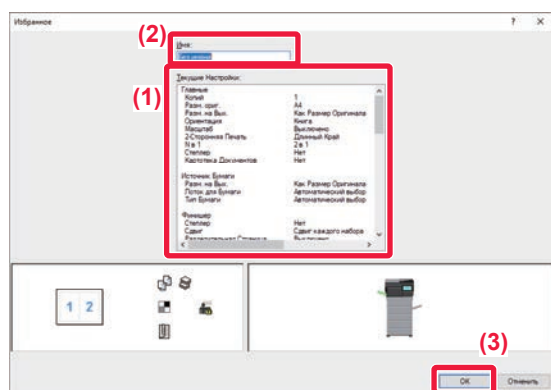 Избранное ? ×
(2)
Имя:
(1)
Текущие Настройки:
Главные
Копий 1
Разм. ориг. A4
Разм. на Вых. Как Размер Оригинала
Ориентация Книга
Масштаб Выключено
2-Сторонняя Печать Длинный Край
N в 1 2 в 1
Степлер Нет
Картотека Документов Нет
Источник Бумаги
Разм. на Вых. Как Размер Оригинала
Лоток для Бумаги Автоматический выбор
Тип Бумаги Автоматический выбор
Финишер
Степлер Нет
Сдвиг Сдвиг каждого набора
Разделительная Страница Выключено
1 2
(3)
OK Отменить